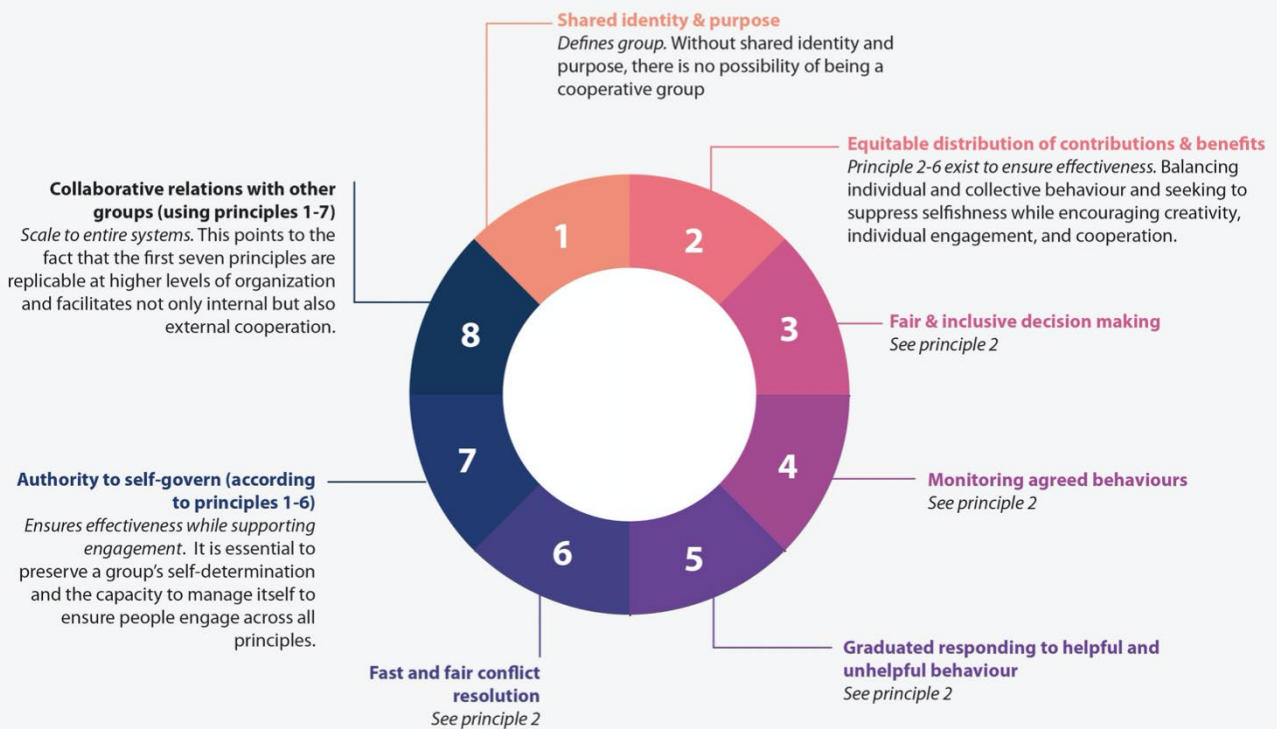 Shared identity & purpose
Defines group. Without shared identity and
purpose, there is no possibility of being a
cooperative group
Equitable distribution of contributions & benefits
Principle 2-6 exist to ensure effectiveness. Balancing
individual and collective behaviour and seeking to
suppress selfishness while encouraging creativity,
individual engagement, and cooperation.
Fair & inclusive decision making
See principle 2
Monitoring agreed behaviours
See principle 2
Graduated responding to helpful and
unhelpful behaviour
See principle 2
Fast and fair conflict
resolution
See principle 2
Authority to self-govern (according
to principles 1-6)
Ensures effectiveness while supporting
engagement. It is essential to
preserve a group's self-determination
and the capacity to manage itself to
ensure people engage across all
principles.
Collaborative relations with other
groups (using principles 1-7)
Scale to entire systems. This points to the
fact that the first seven principles are
replicable at higher levels of organization
and facilitates not only internal but also
external cooperation.
1
2
3
4
5
6
7
8